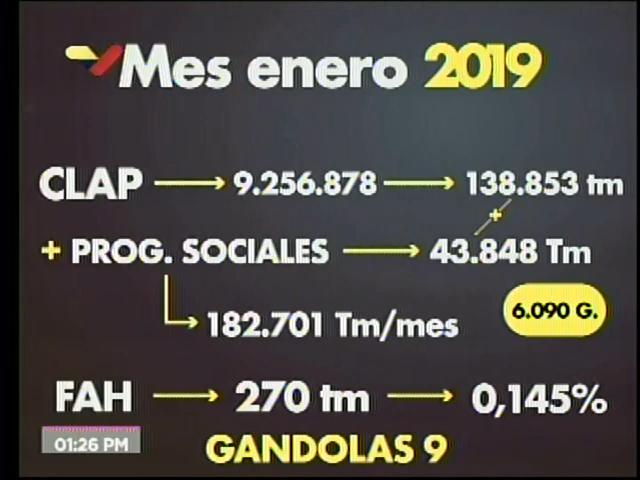 Mes enero 2019
CLAP 9.256.878 138.853 tm
+
+ PROG. SOCIALES 43.848 Tm
6.090 G.
182.701 Tm/mes
FAH 270 tm 0,145%
01:26 PM
GANDOLAS 9